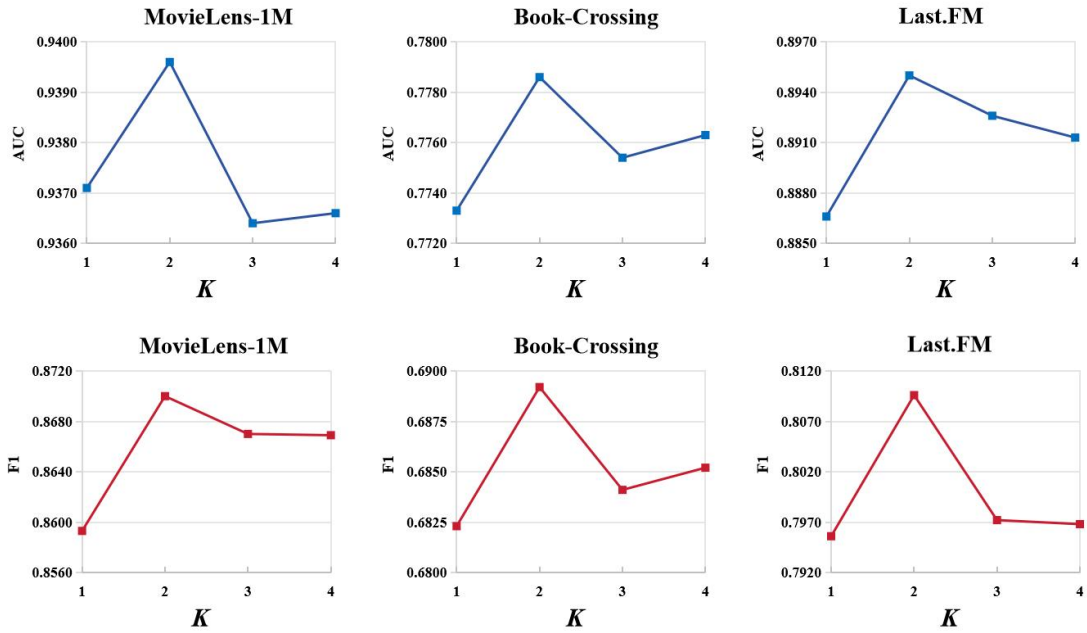 MovieLens-1M
0.9400
0.9390
0.9380
0.9370
0.9360
AUC
1 2 3 4
K
Book-Crossing
0.7800
0.7780
0.7760
0.7740
0.7720
AUC
1 2 3 4
K
Last.FM
0.8970
0.8940
0.8910
0.8880
0.8850
AUC
1 2 3 4
K
MovieLens-1M
0.8720
0.8680
0.8640
0.8600
0.8560
F1
1 2 3 4
K
Book-Crossing
0.6900
0.6875
0.6850
0.6825
0.6800
F1
1 2 3 4
K
Last.FM
0.8120
0.8070
0.8020
0.7970
0.7920
F1
1 2 3 4
K